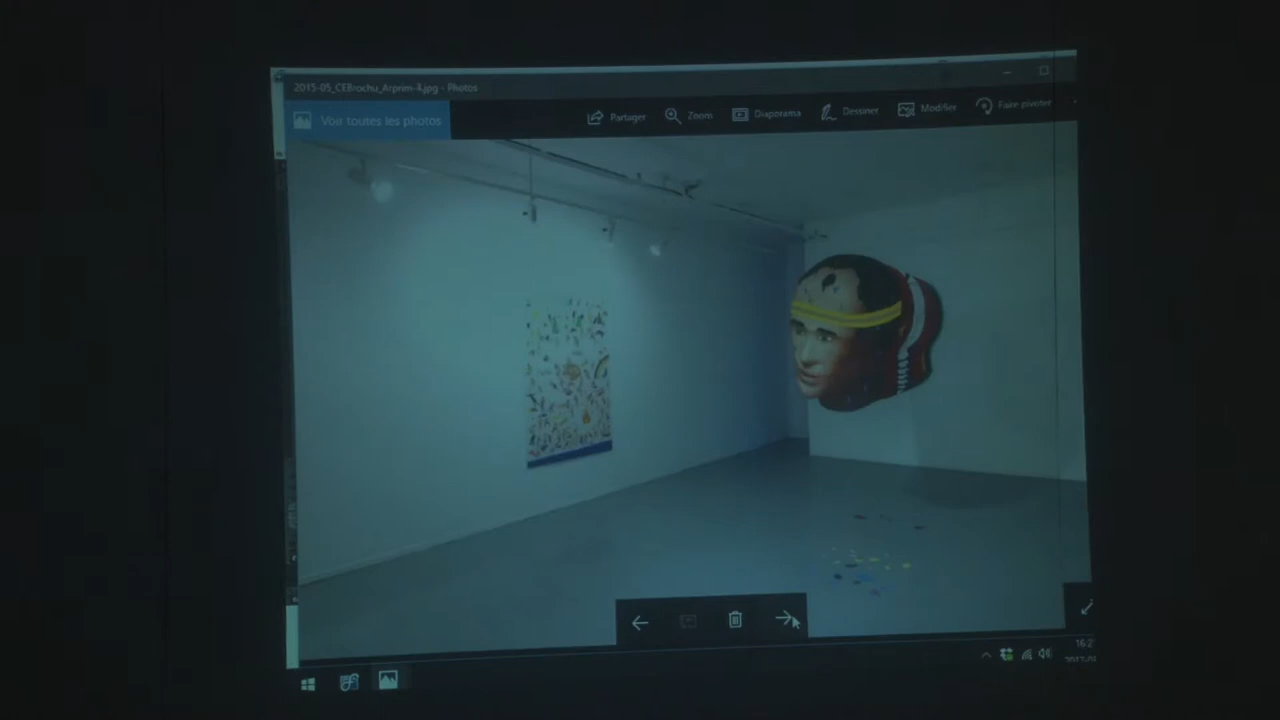 2015-05_CEBrochu_Arprim-4.jpg - Photos
Voir toutes les photos
Partager
Zoom
Diaporama
Dessiner
Modifier
Faire pivoter